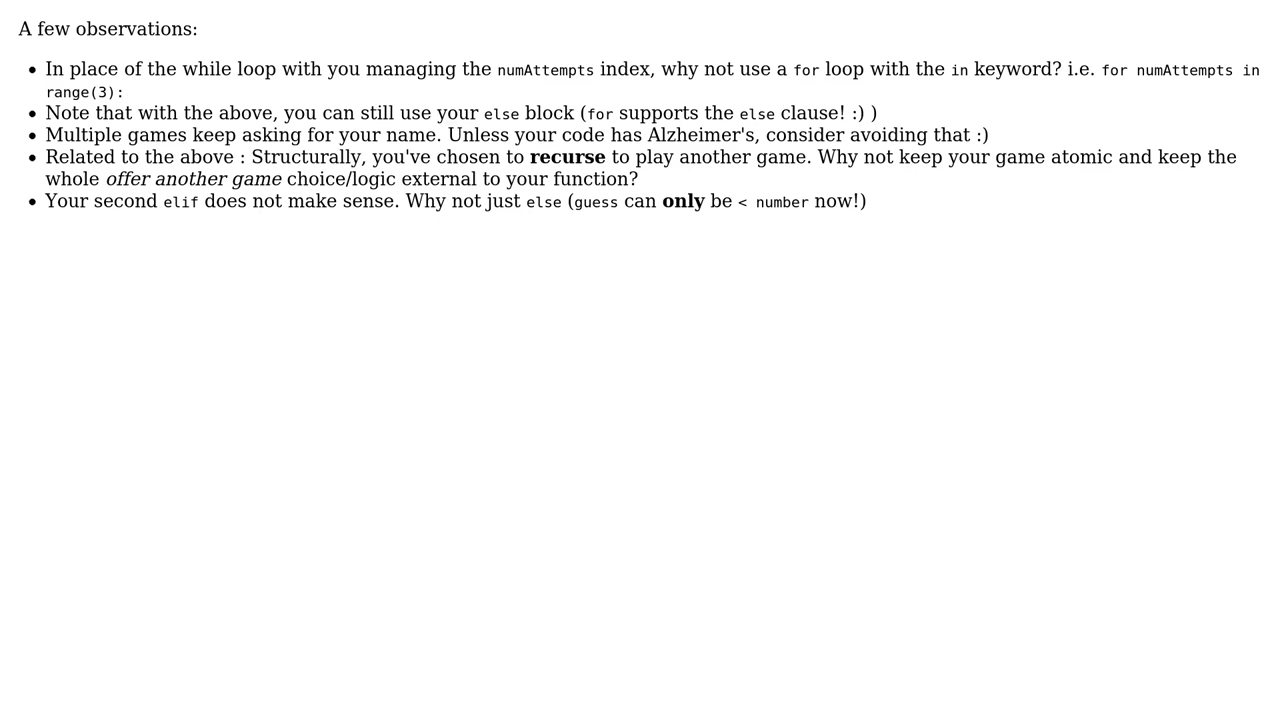 A few observations:
• In place of the while loop with you managing the numAttempts index, why not use a for loop with the in keyword? i.e. for numAttempts in
range(3):
• Note that with the above, you can still use your else block (for supports the else clause! :) )
• Multiple games keep asking for your name. Unless your code has Alzheimer's, consider avoiding that :)
• Related to the above : Structurally, you've chosen to recurse to play another game. Why not keep your game atomic and keep the
whole offer another game choice/logic external to your function?
• Your second elif does not make sense. Why not just else (guess can only be < number now!)